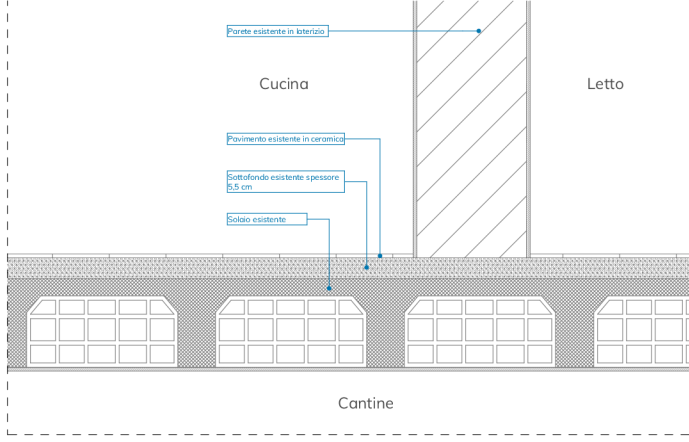 Parete esistente in laterizio
Cucina
Letto
Pavimento esistente in ceramica
Sottofondo esistente spessore
5,5 cm
Solaio esistente
Cantine